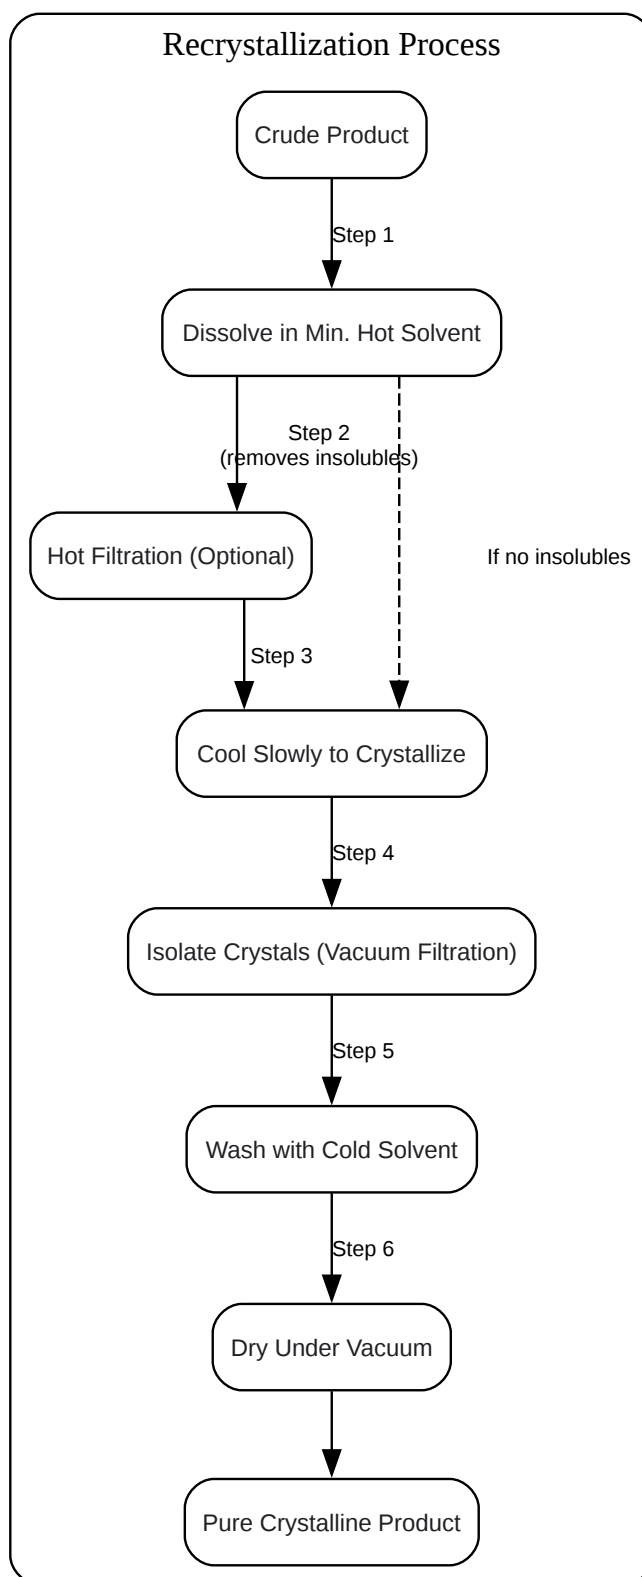 Recrystallization Process
Crude Product
Step 1
Dissolve in Min. Hot Solvent
Step 2
(removes insolubles)
Hot Filtration (Optional)
If no insolubles
Step 3
Cool Slowly to Crystallize
Step 4
Isolate Crystals (Vacuum Filtration)
Step 5
Wash with Cold Solvent
Step 6
Dry Under Vacuum
Pure Crystalline Product